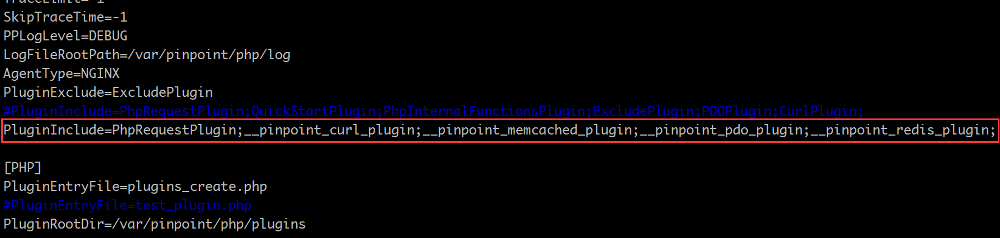 TraceLimit=-1
SkipTraceTime=-1
PPLogLevel=DEBUG
LogFileRootPath=/var/pinpoint/php/log
AgentType=NGINX
PluginExclude=ExcludePlugin
#PluginInclude=PhpRequestPlugin;QuickStartPlugin;PhpInternalFunctionsPlugin;ExcludePlugin;PDOPlugin;CurlPlugin;
PluginInclude=PhpRequestPlugin;__pinpoint_curl_plugin;__pinpoint_memcached_plugin;__pinpoint_pdo_plugin;__pinpoint_redis_plugin;
[PHP]
PluginEntryFile=plugins_create.php
#PluginEntryFile=test_plugin.php
PluginRootDir=/var/pinpoint/php/plugins